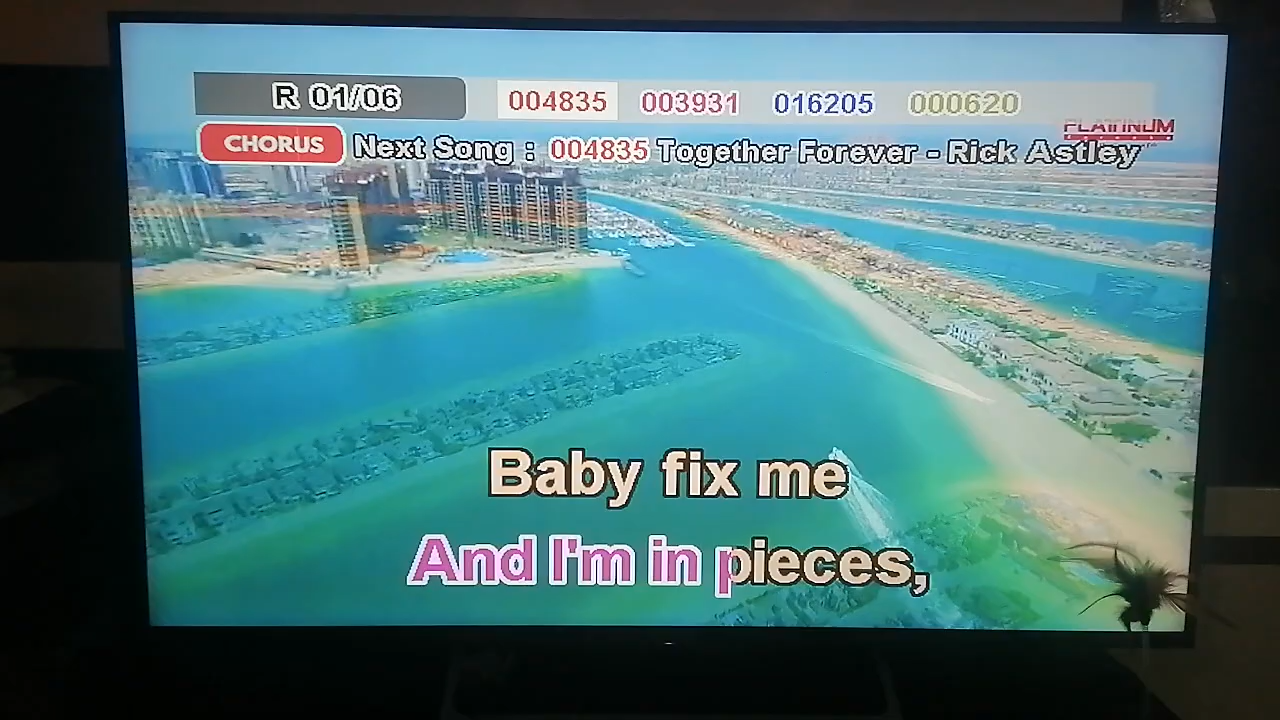 R 01/06 004835 003931 016205 000620
PLATINUM
CHORUS Next Song : 004835 Together Forever - Rick Astley
Baby fix me
And I'm in pieces,